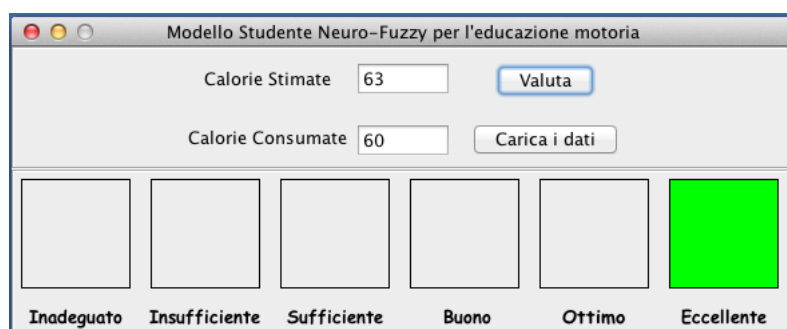 Modello Studente Neuro-Fuzzy per l'educazione motoria
Calorie Stimate 63 Valuta
Calorie Consumate 60 Carica i dati
Inadeguato Insufficiente Sufficiente Buono Ottimo Eccellente